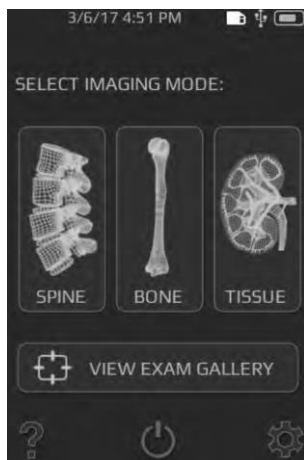 3/6/17 4:51 PM
SELECT IMAGING MODE:
SPINE BONE TISSUE
VIEW EXAM GALLERY
?